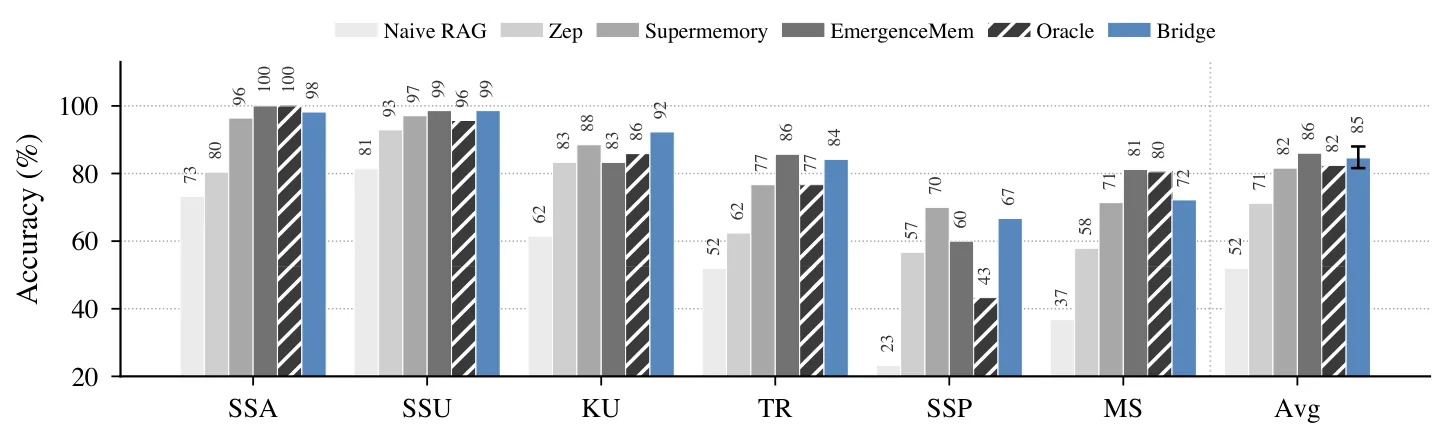 Naive RAG Zep Supermemory EmergenceMem Oracle Bridge
Accuracy (%)
100
80
60
40
20
73 80 96 100 100 98
81 93 97 99 96 99
62 83 88 83 86 92
52 62 77 86 77 84
23 57 70 60 43 67
37 58 71 81 80 72
52 71 82 86 82 85
SSA SSU KU TR SSP MS Avg